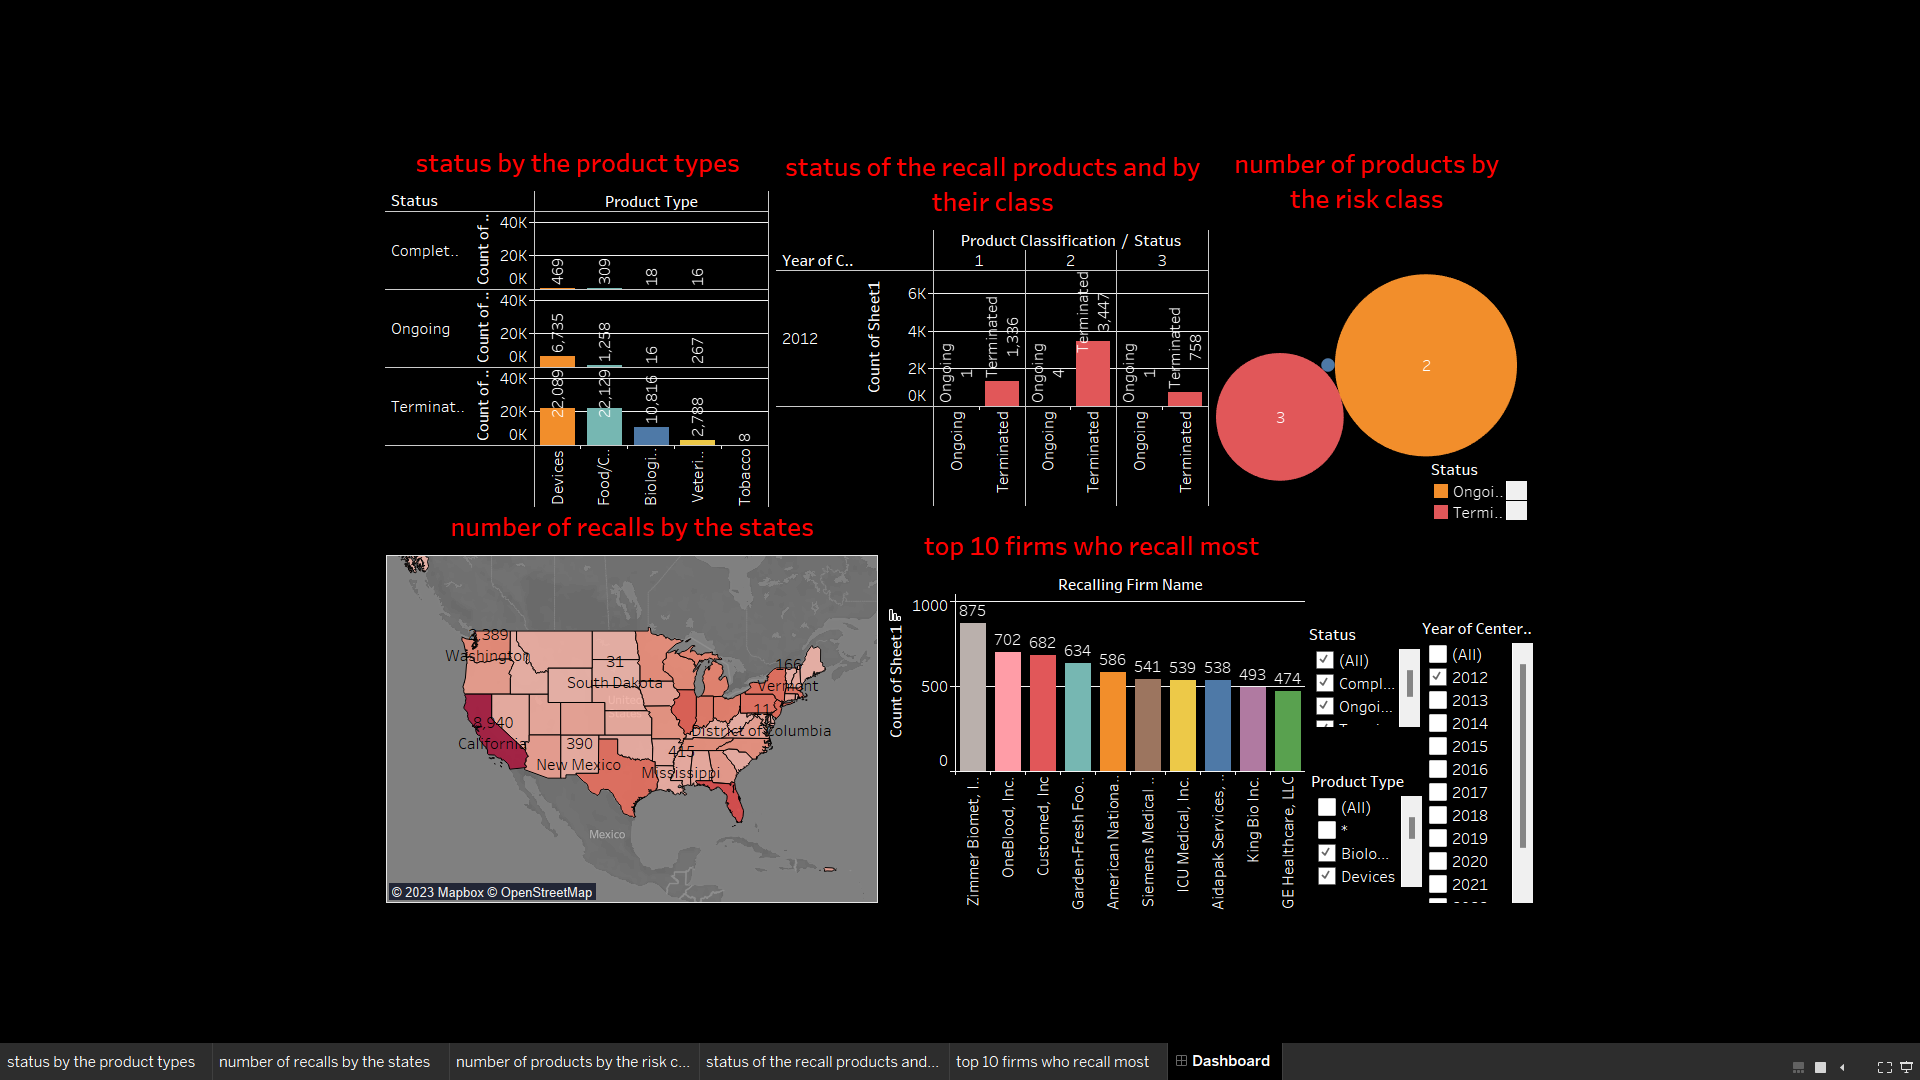 status by the product types
Status
Product Type
Complet..
Count of ..
40K
20K
0K
469
309
18
16
Ongoing
Count of ..
40K
20K
0K
6,735
1,258
16
267
Terminat..
Count of ..
40K
20K
0K
22,089
22,129
10,816
2,788
8
Devices
Food/C..
Biologi..
Veteri..
Tobacco
status of the recall products and by
their class
Product Classification / Status
Year of C..
1
2
3
2012
Count of Sheet1
6K
4K
2K
0K
Ongoing
1
Terminated
1,336
Ongoing
4
Terminated
3,447
Ongoing
1
Terminated
758
Ongoing
Terminated
Ongoing
Terminated
Ongoing
Terminated
number of products by
the risk class
2
3
Status
Ongoi..
Termi..
number of recalls by the states
Washington
31
South Dakota
United
States
166
Vermont
11
District of Columbia
8,940
California
390
New Mexico
415
Mississippi
Mexico
© 2023 Mapbox © OpenStreetMap
top 10 firms who recall most
Recalling Firm Name
Count of Sheet1
1000
500
0
875
702
682
634
586
541
539
538
493
474
Zimmer Biomet, I..
OneBlood, Inc.
Customed, Inc
Garden-Fresh Foo..
American Nationa..
Siemens Medical ..
ICU Medical, Inc.
Aidapak Services, ..
King Bio Inc.
GE Healthcare, LLC
Status
(All)
Compl...
Ongoi...
Product Type
(All)
*
Biolo...
Devices
Year of Center..
(All)
2012
2013
2014
2015
2016
2017
2018
2019
2020
2021
status by the product types
number of recalls by the states
number of products by the risk c...
status of the recall products and...
top 10 firms who recall most
Dashboard